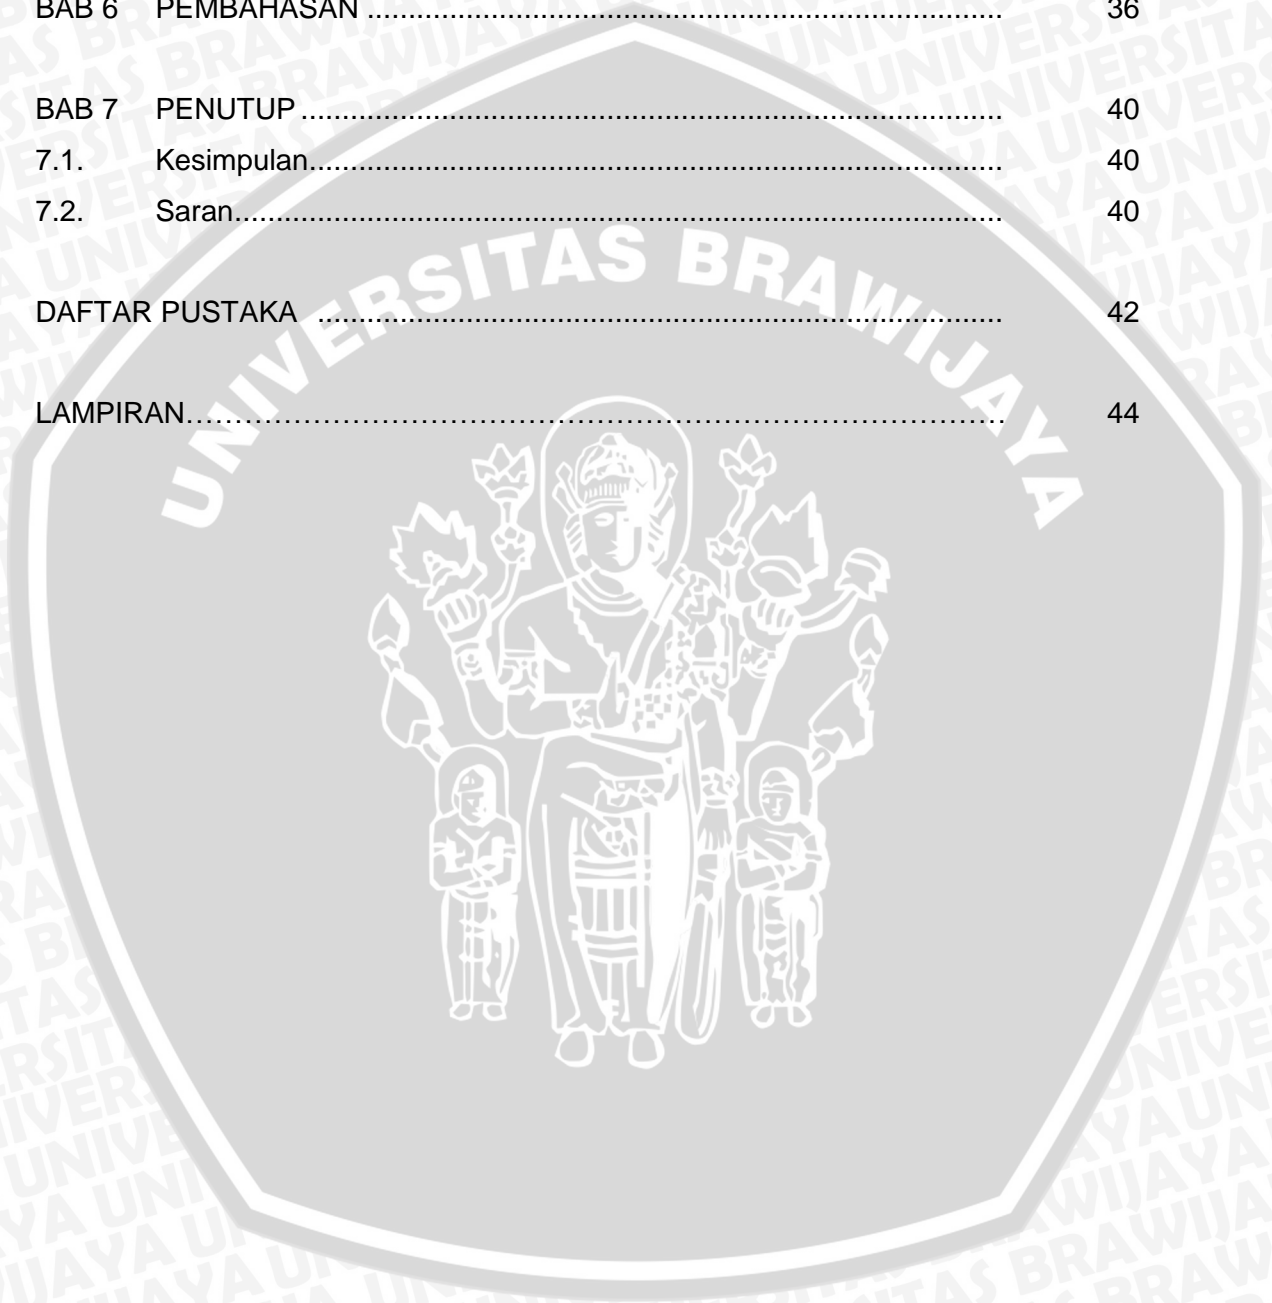 BAB 6 PEMBAHASAN ............................................................................. 36
BAB 7 PENUTUP ..................................................................................... 40
7.1. Kesimpulan.................................................................................... 40
7.2. Saran............................................................................................. 40
DAFTAR PUSTAKA ................................................................................... 42
LAMPIRAN……………………………………………………………………………… 44
UNIVERSITAS BRAWIJAYA